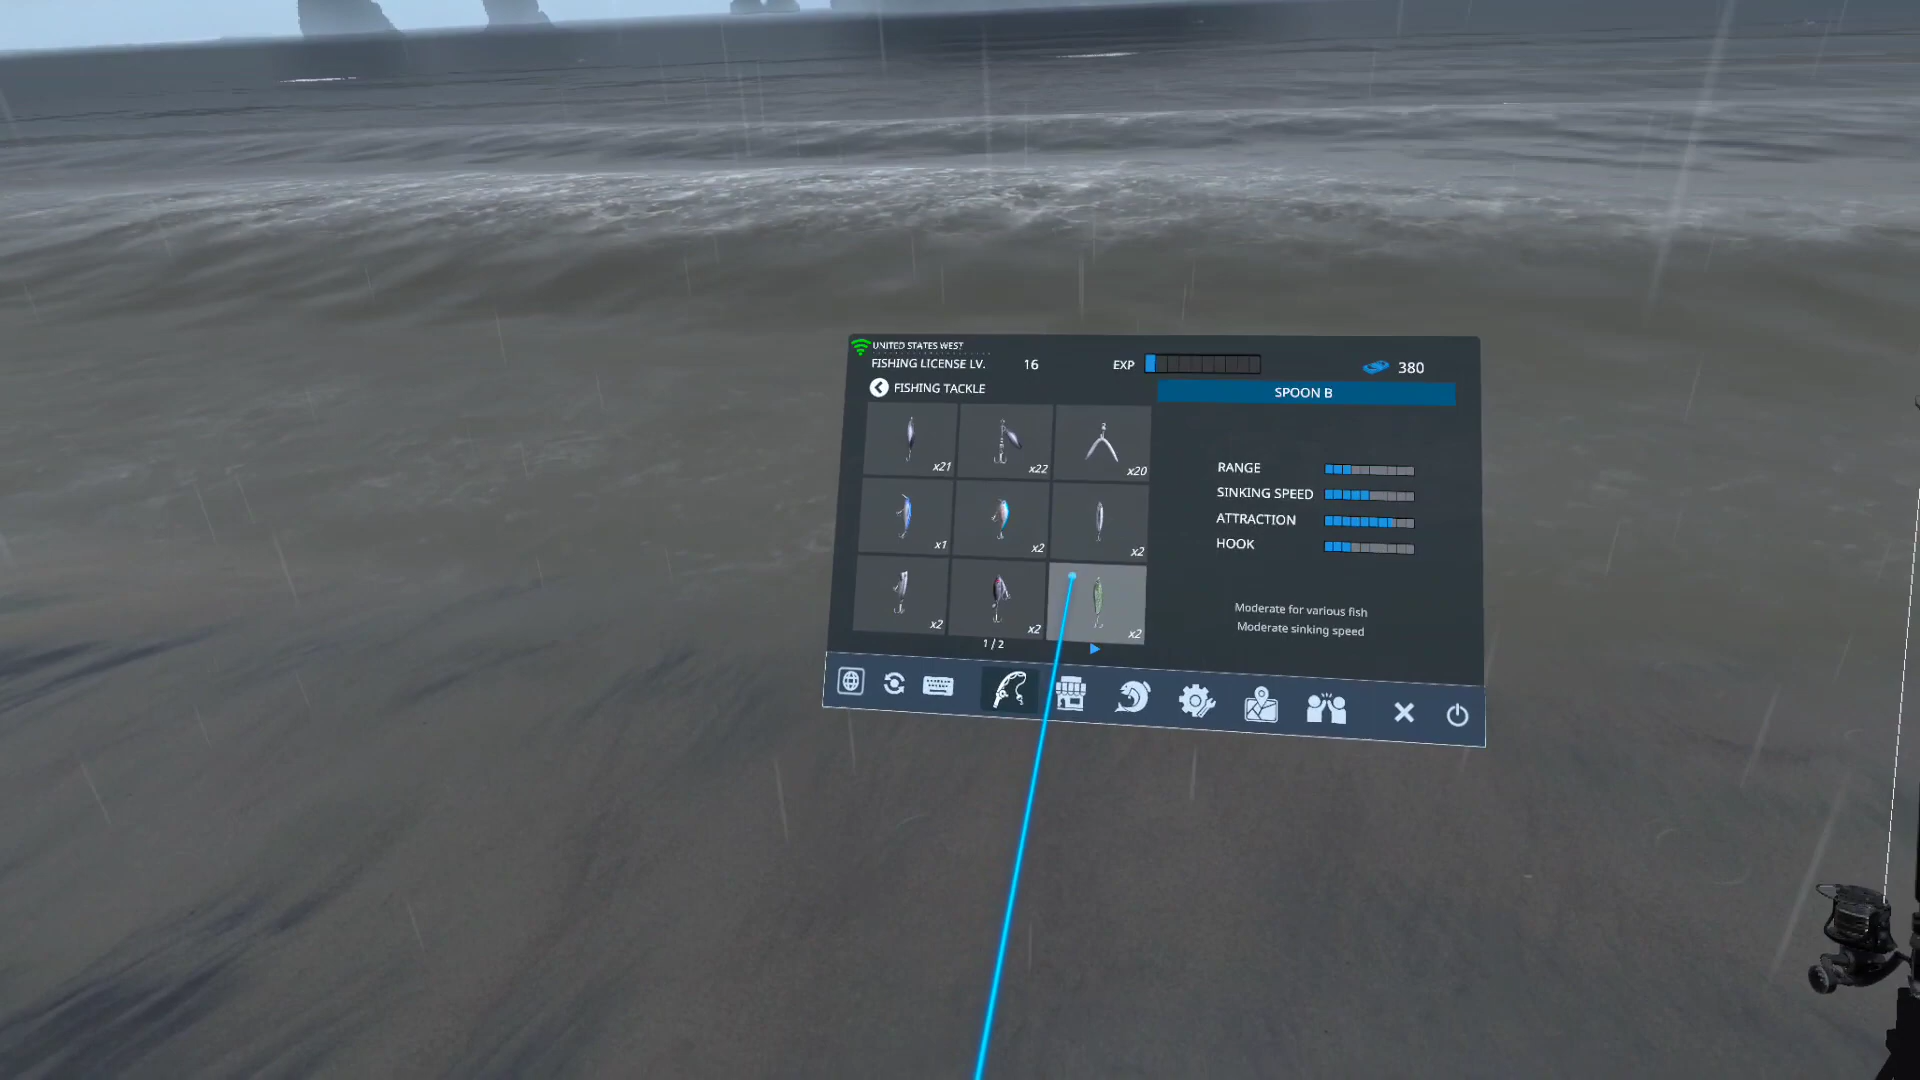 UNITED STATES WEST
FISHING LICENSE LV. 16 EXP 380
FISHING TACKLE
SPOON B
x21
x22
x20
x1
x2
x2
x2
x2
x2
1 / 2
RANGE
SINKING SPEED
ATTRACTION
HOOK
Moderate for various fish
Moderate sinking speed